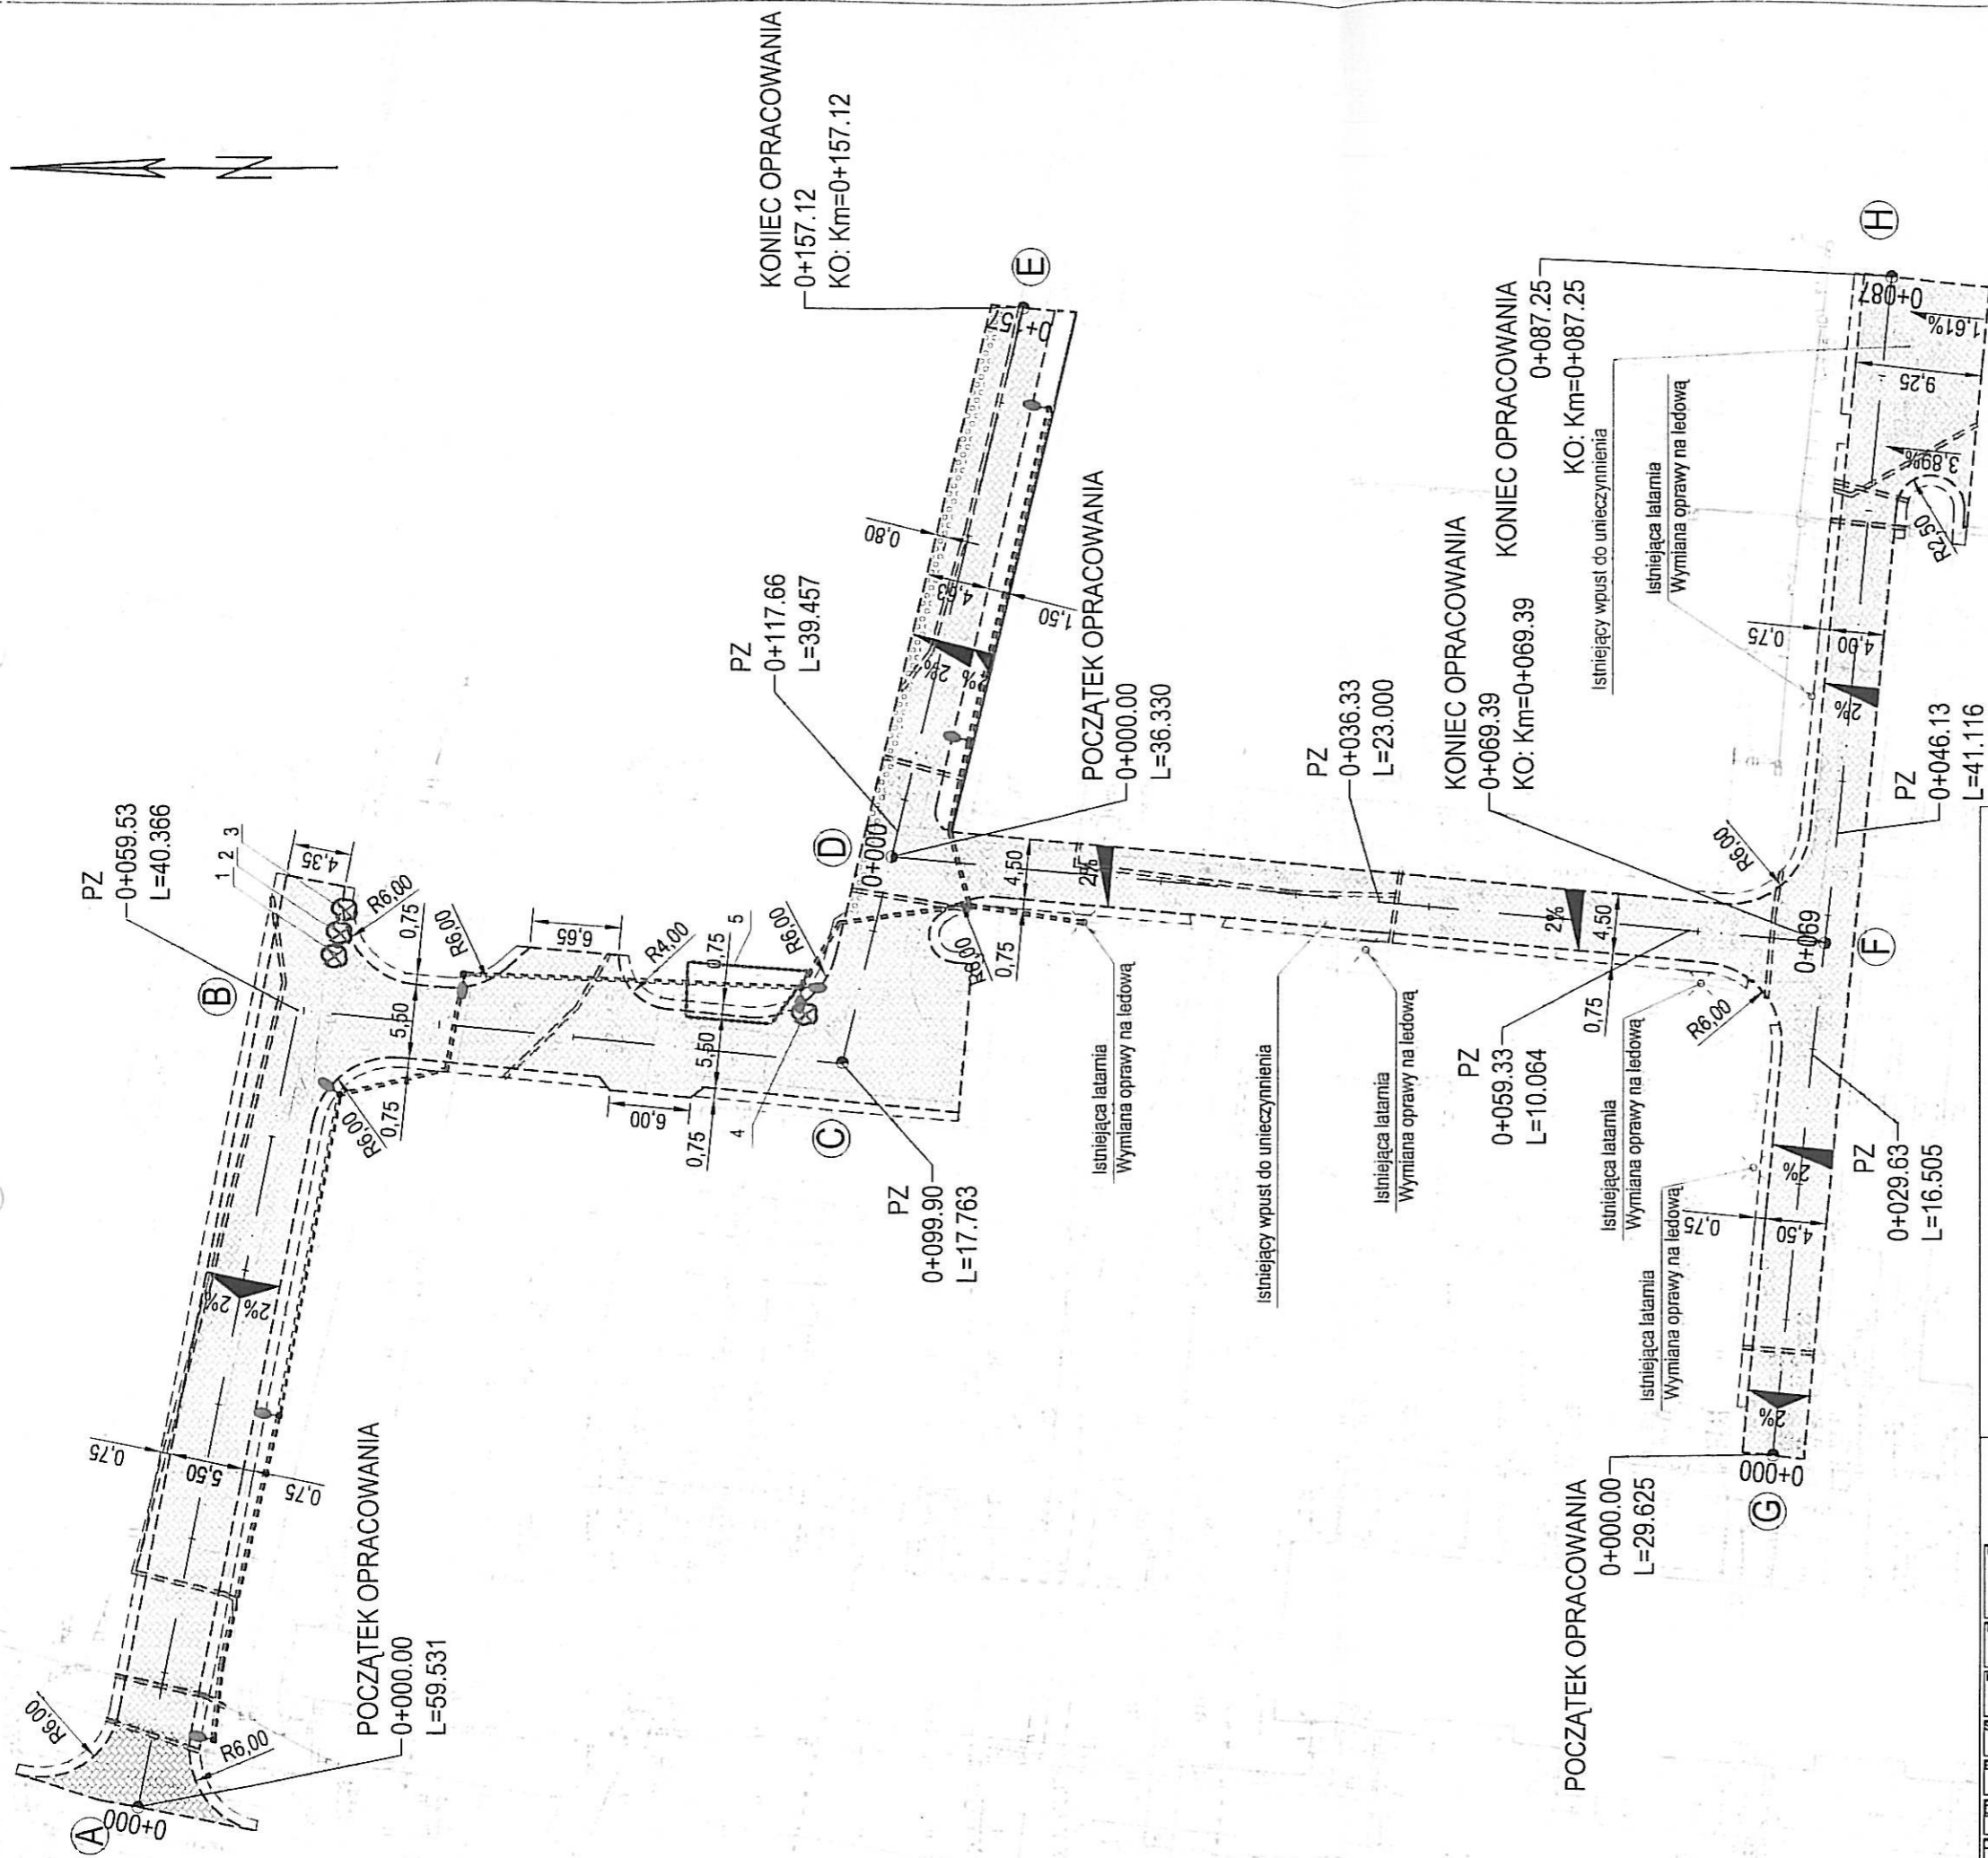 N
KONIEC OPRACOWANIA
0+157.12
KO: Km=0+157.12
E
0+157
PZ
0+059.53
L=40.366
B
1
2
3
4,35
R6,00
0,75
R6,00
5,50
6,65
R4,00
0,75
5
R6,00
5,50
0,75
R6,00
6,00
0,75
4
C
PZ
0+099.90
L=17.763
PZ
0+117.66
L=39.457
D
0+000
0,80
4,63
1,50
2%
2%
POCZĄTEK OPRACOWANIA
0+000.00
L=36.330
4,50
2%
R6,00
0,75
Istniejąca latarnia
Wymiana oprawy na ledową
Istniejący wpust do unieczynnienia
Istniejąca latarnia
Wymiana oprawy na ledową
PZ
0+036.33
L=23.000
2%
4,50
PZ
0+059.33
L=10.064
0,75
KONIEC OPRACOWANIA
0+069.39
KO: Km=0+069.39
0+069
F
R6,00
R6,00
Istniejąca latarnia
Wymiana oprawy na ledową
Istniejąca latarnia
Wymiana oprawy na ledową
KONIEC OPRACOWANIA
0+087.25
KO: Km=0+087.25
H
0+087
1,61%
9,25
3,89%
R2,50
Istniejący wpust do unieczynnienia
Istniejąca latarnia
Wymiana oprawy na ledową
0,75
4,00
2%
PZ
0+046.13
L=41.116
PZ
0+029.63
L=16.505
2%
0,75
4,50
2%
POCZĄTEK OPRACOWANIA
0+000.00
L=29.625
0+000
G
2%
2%
0,75
5,50
0,75
POCZĄTEK OPRACOWANIA
0+000.00
L=59.531
R6,00
R6,00
A
0+000